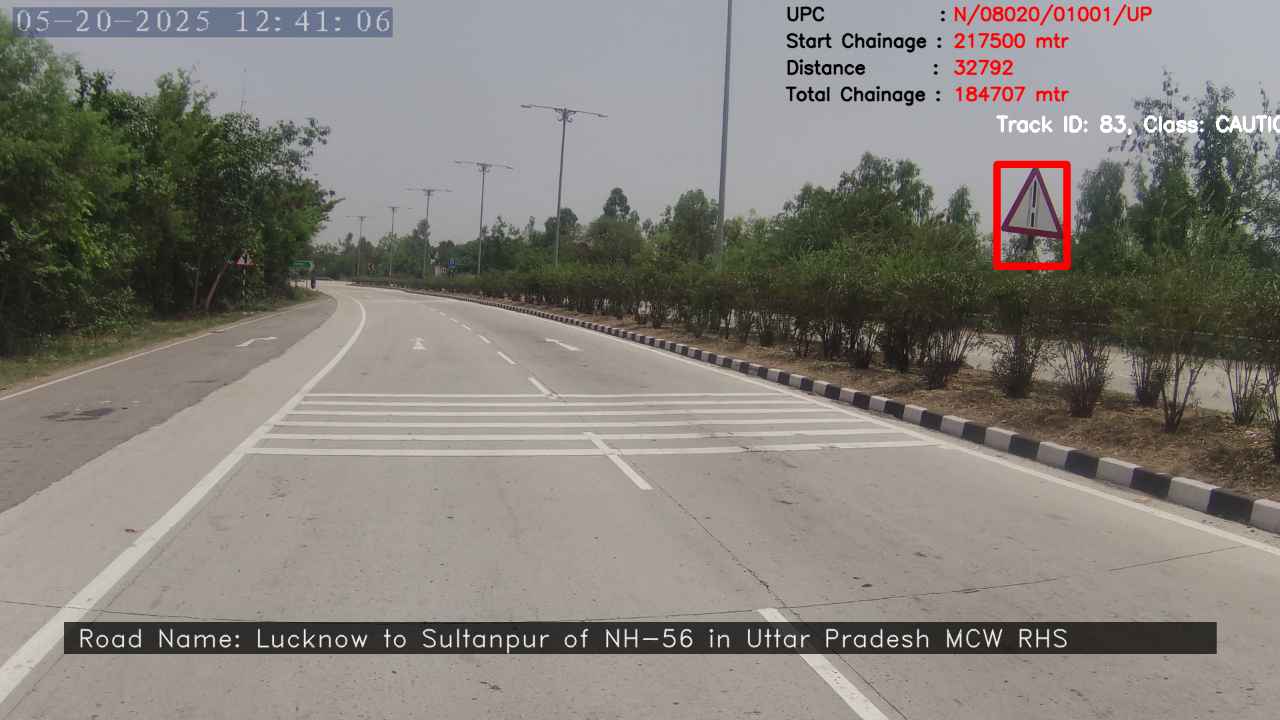 05-20-2025 12:41:06
UPC : N/08020/01001/UP
Start Chainage : 217500 mtr
Distance : 32792
Total Chainage : 184707 mtr
Track ID: 83, Class: CAUTIO
Road Name: Lucknow to Sultanpur of NH-56 in Uttar Pradesh MCW RHS